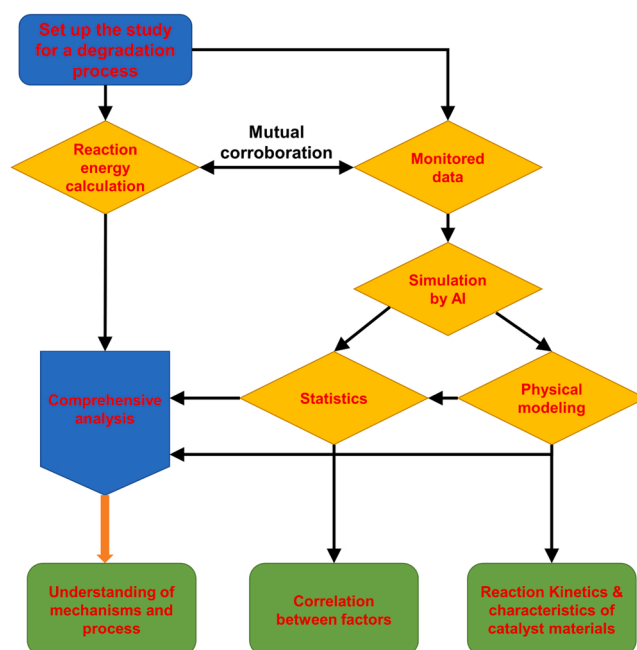 Set up the study
for a degradation
process
Mutual
corroboration
Reaction
energy
calculation
Monitored
data
Simulation
by AI
Comprehensive
analysis
Statistics
Physical
modeling
Understanding of
mechanisms and
process
Correlation
between factors
Reaction Kinetics &
characteristics of
catalyst materials